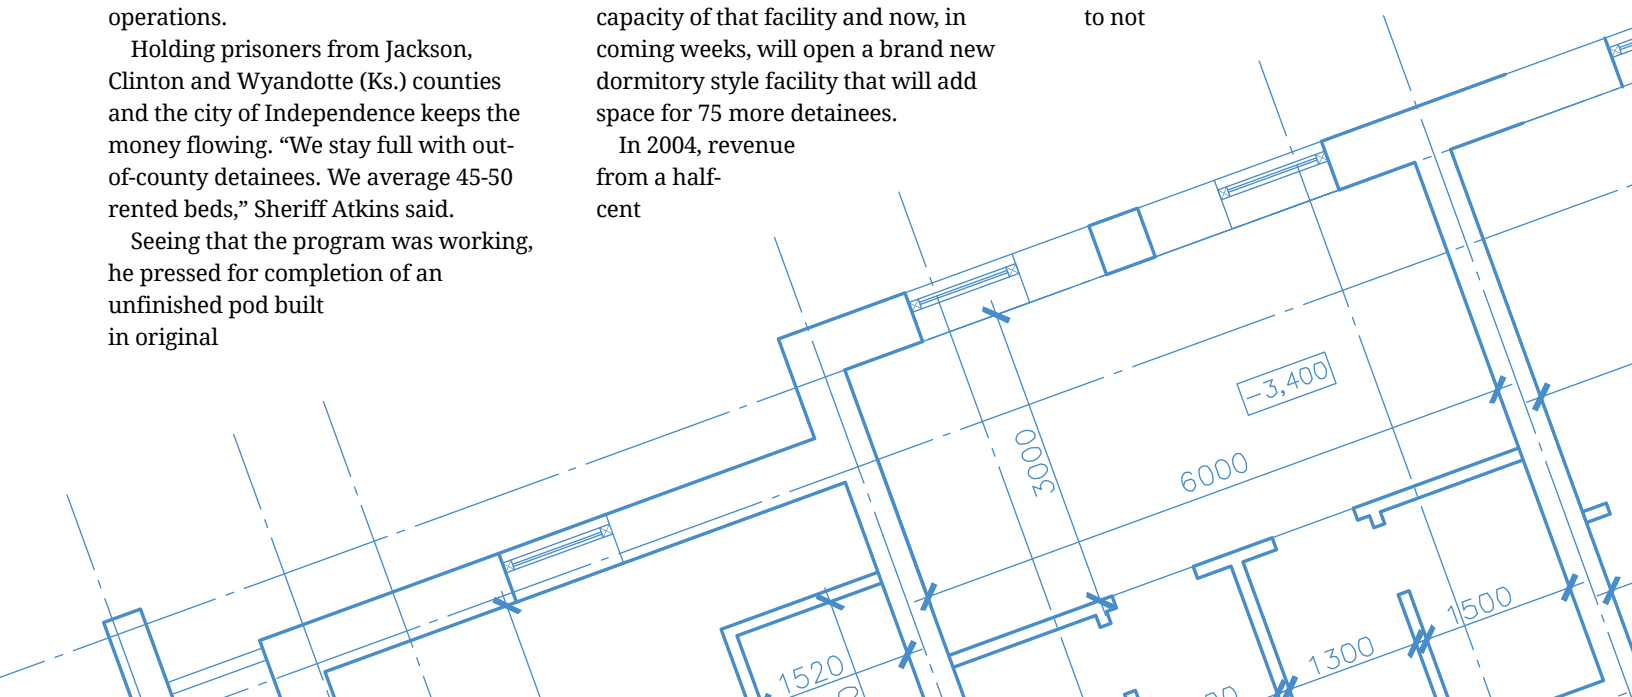 operations.
Holding prisoners from Jackson,
Clinton and Wyandotte (Ks.) counties
and the city of Independence keeps the
money flowing. “We stay full with out-
of-county detainees. We average 45-50
rented beds,” Sheriff Atkins said.
Seeing that the program was working,
he pressed for completion of an
unfinished pod built
in original
capacity of that facility and now, in
coming weeks, will open a brand new
dormitory style facility that will add
space for 75 more detainees.
In 2004, revenue
from a half-
cent
to not
-3,400
3000
6000
1500
1300
1520